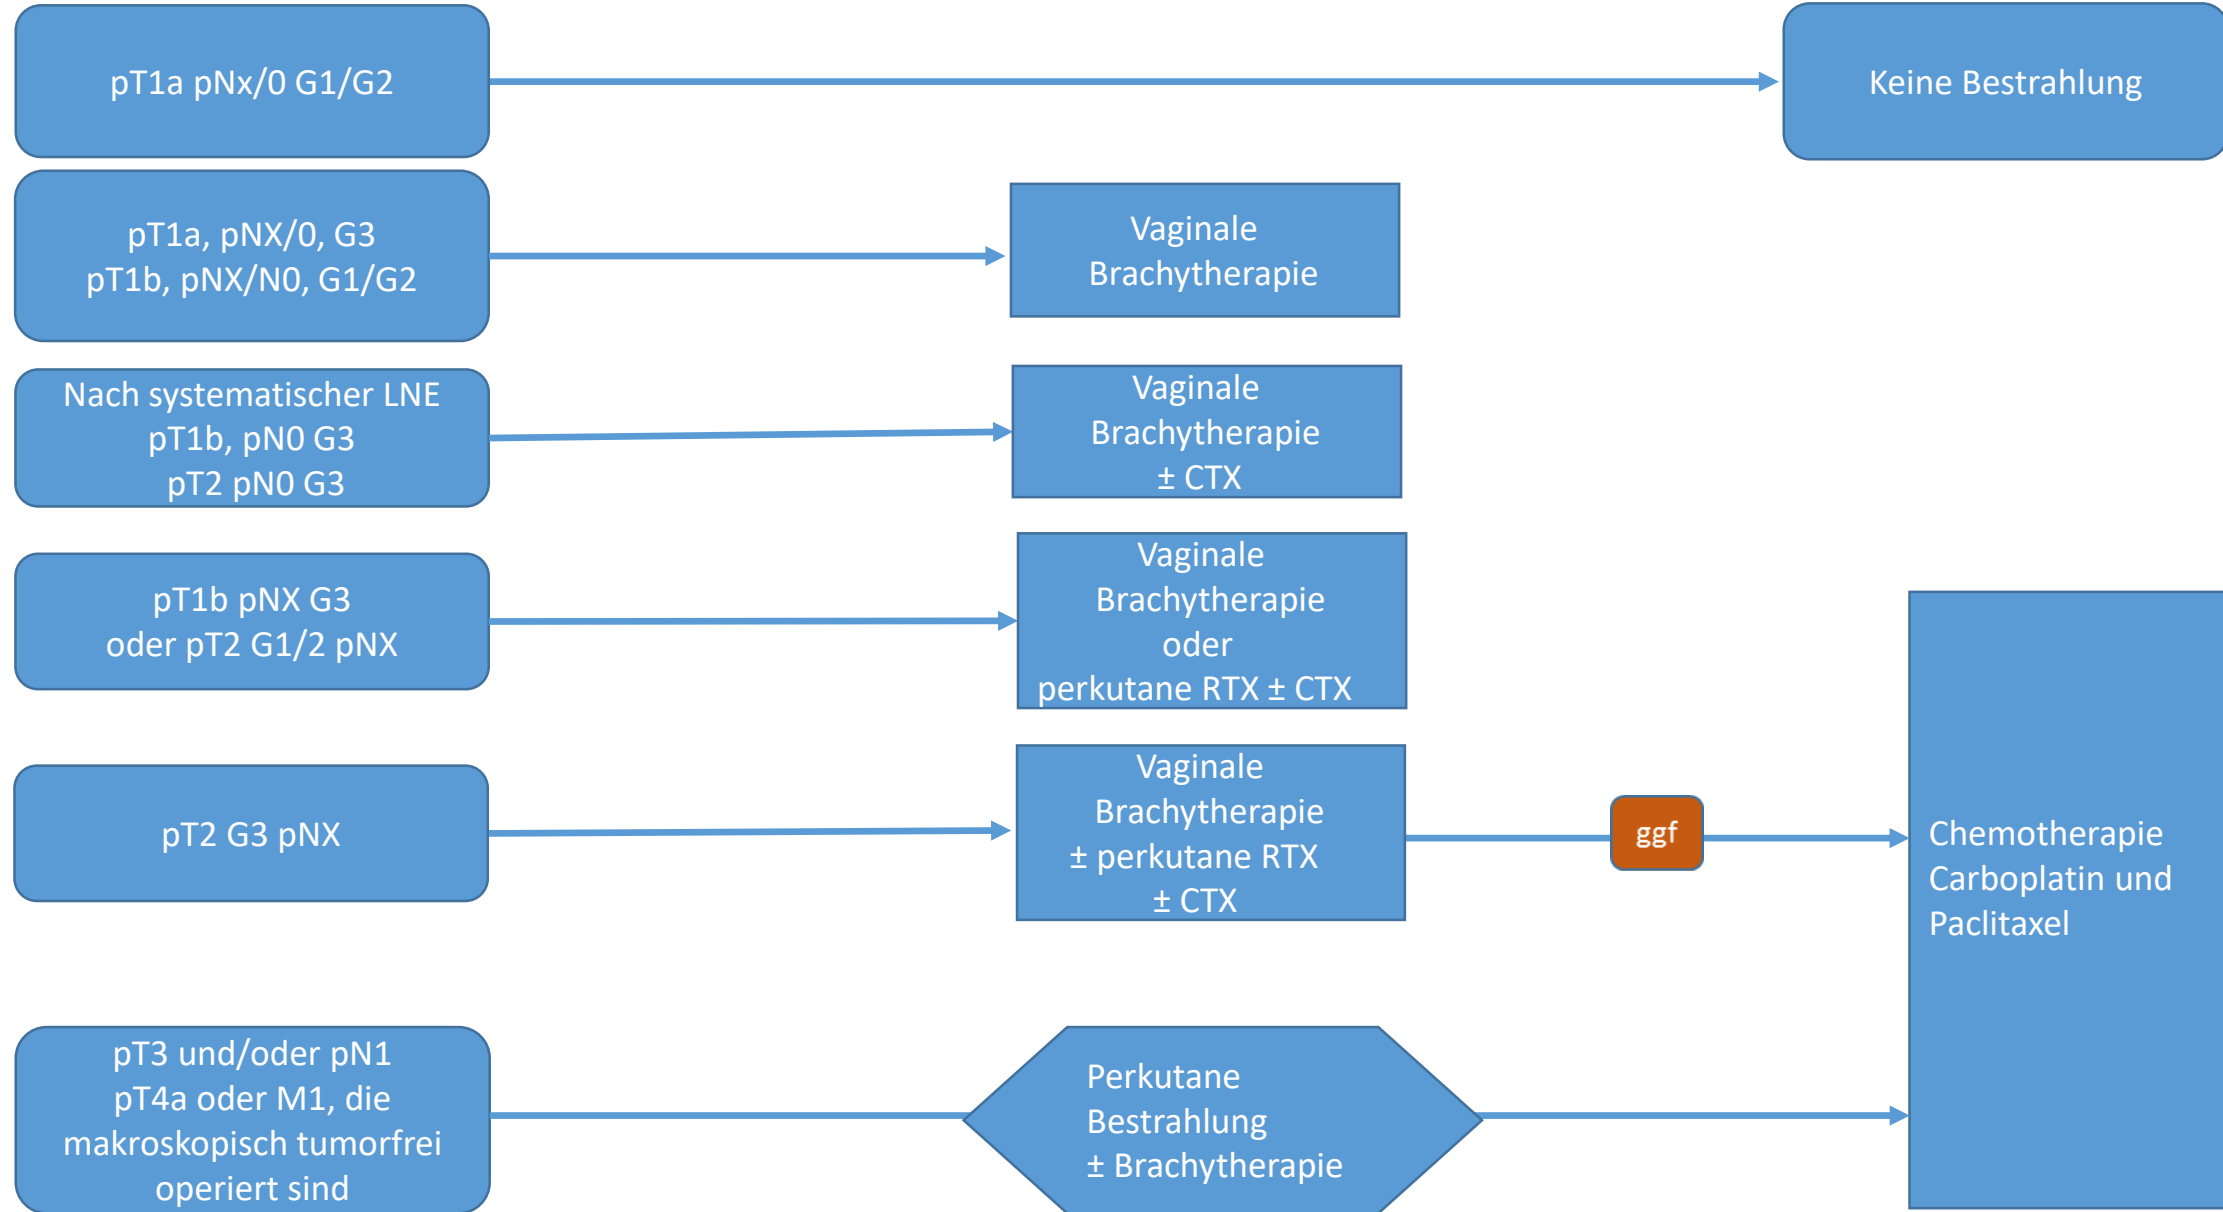 pT1a pNx/0 G1/G2
Keine Bestrahlung
pT1a, pNX/0, G3
pT1b, pNX/N0, G1/G2
Vaginale
Brachytherapie
Nach systematischer LNE
pT1b, pN0 G3
pT2 pN0 G3
Vaginale
Brachytherapie
± CTX
pT1b pNX G3
oder pT2 G1/2 pNX
Vaginale
Brachytherapie
oder
perkutane RTX ± CTX
pT2 G3 pNX
Vaginale
Brachytherapie
± perkutane RTX
± CTX
ggf
Chemotherapie
Carboplatin und
Paclitaxel
pT3 und/oder pN1
pT4a oder M1, die
makroskopisch tumorfrei
operiert sind
Perkutane
Bestrahlung
± Brachytherapie